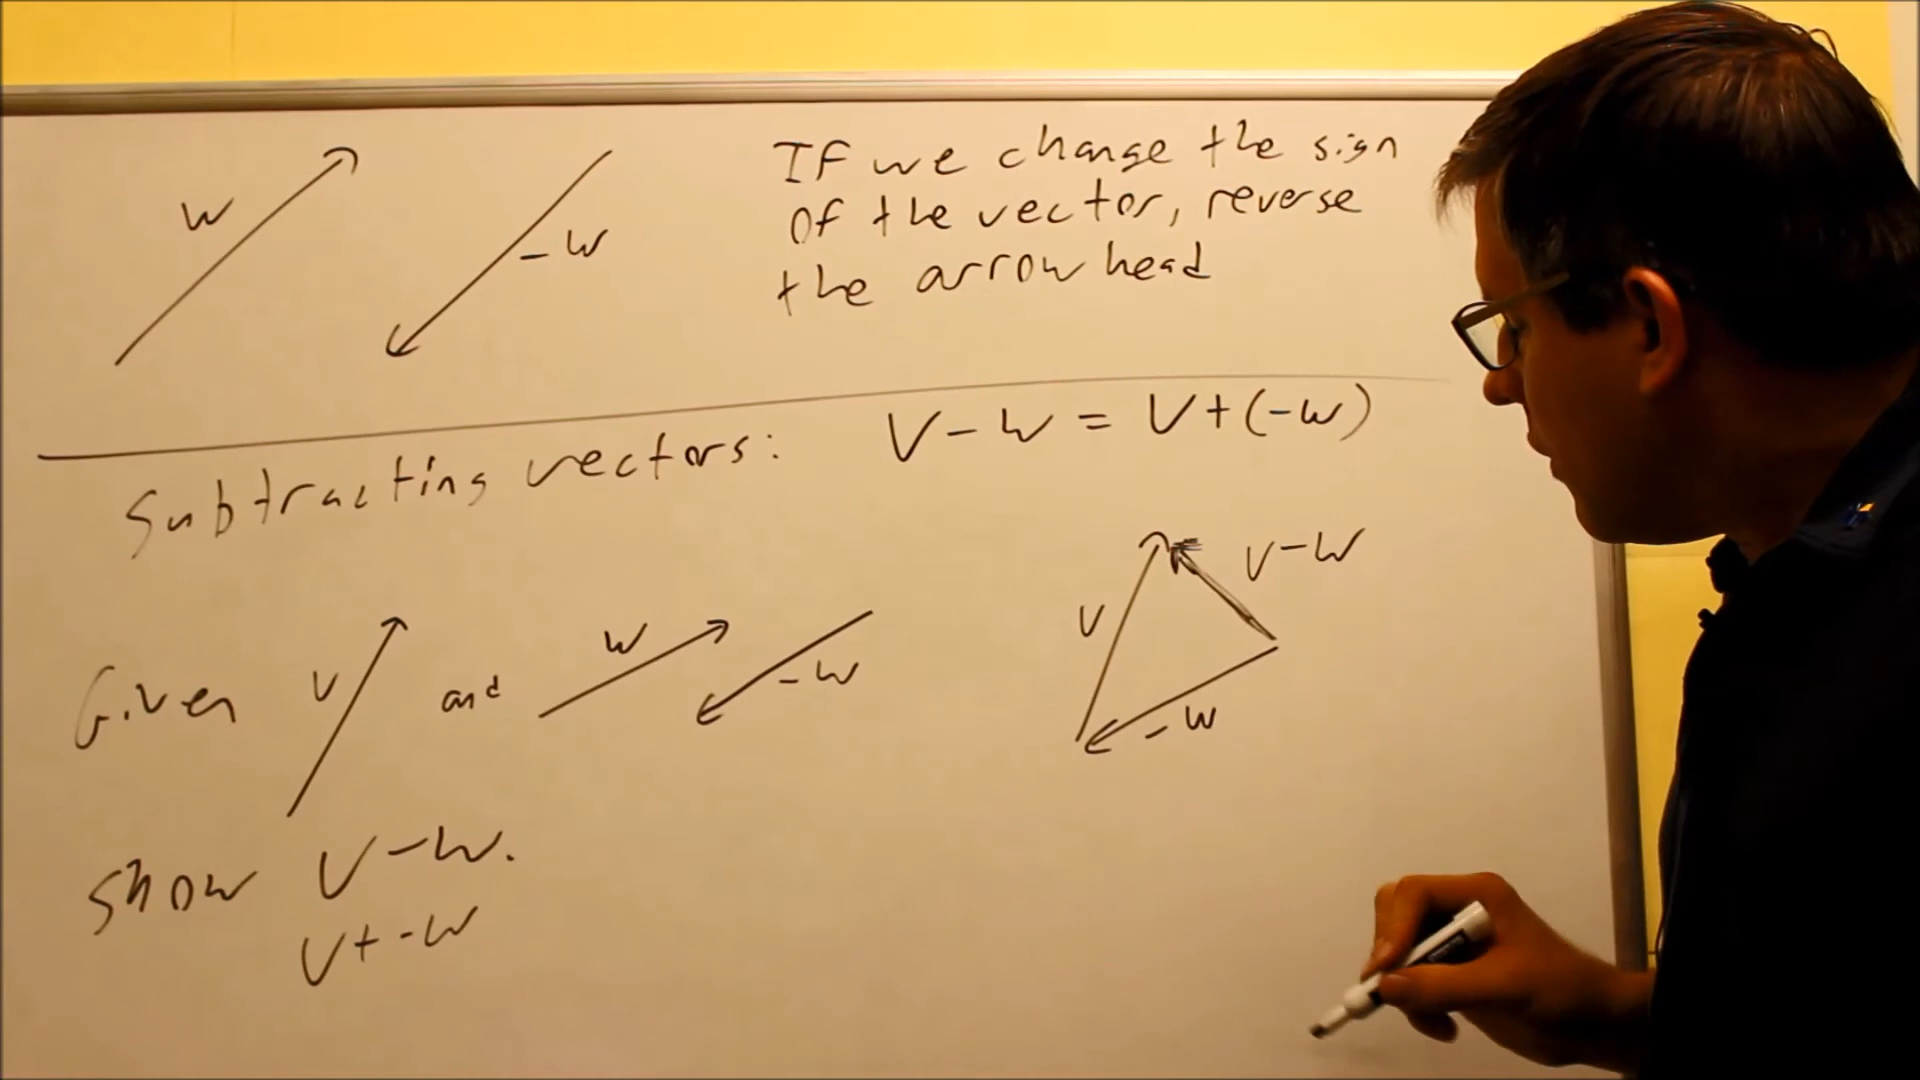 w
-w
If we change the sign
of the vector, reverse
the arrow head
Subtracting vectors: V-w = V+(-w)
V-w
V
-w
Given V and w
-w
show V-w.
V+-w